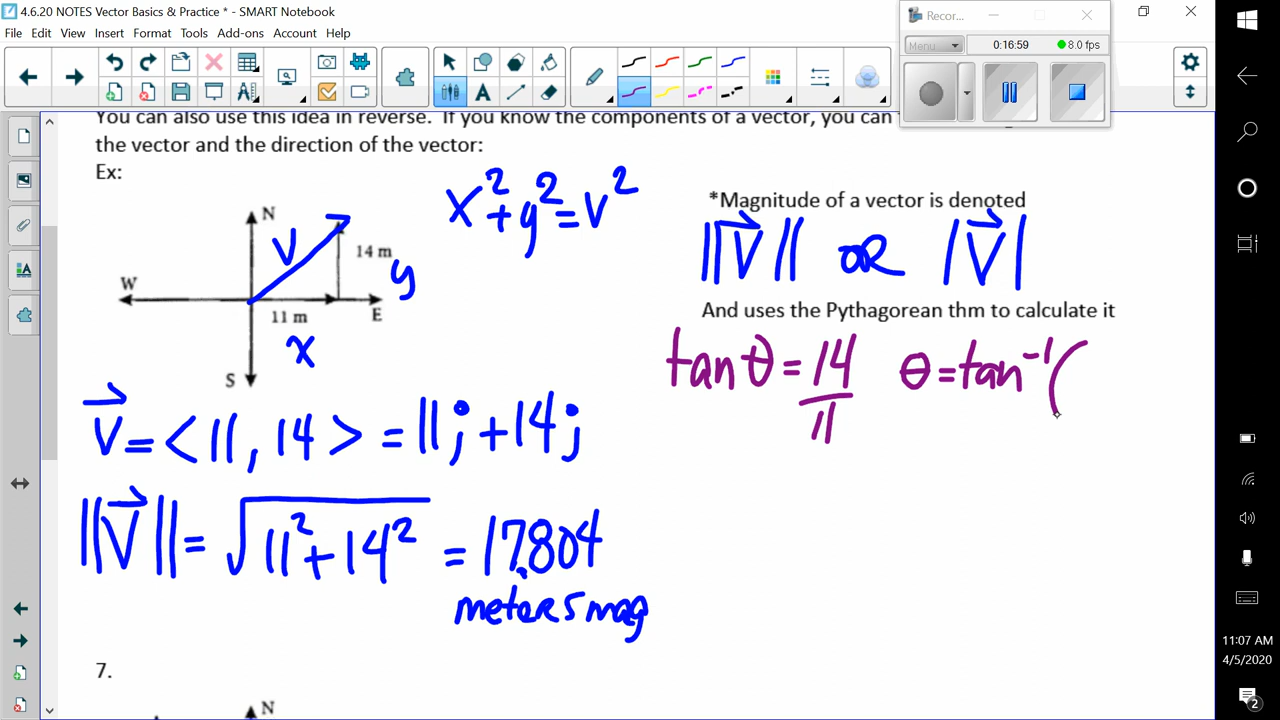 4.6.20 NOTES Vector Basics & Practice * - SMART Notebook
Recor...
File Edit View Insert Format Tools Add-ons Account Help
Menu
0:16:59
8.0 fps
You can also use this idea in reverse. If you know the components of a vector, you can
the vector and the direction of the vector:
Ex:
x²+y²=v²
*Magnitude of a vector is denoted
N
V
14 m
y
||V⃗|| OR |V⃗|
W
E
11 m
And uses the Pythagorean thm to calculate it
x
S
tan θ = 14/11 θ = tan⁻¹(
V⃗ = <11, 14> = 11i + 14j
||V⃗|| = √11²+14² = 17.804
meters mag
7.
N
11:07 AM
4/5/2020
2